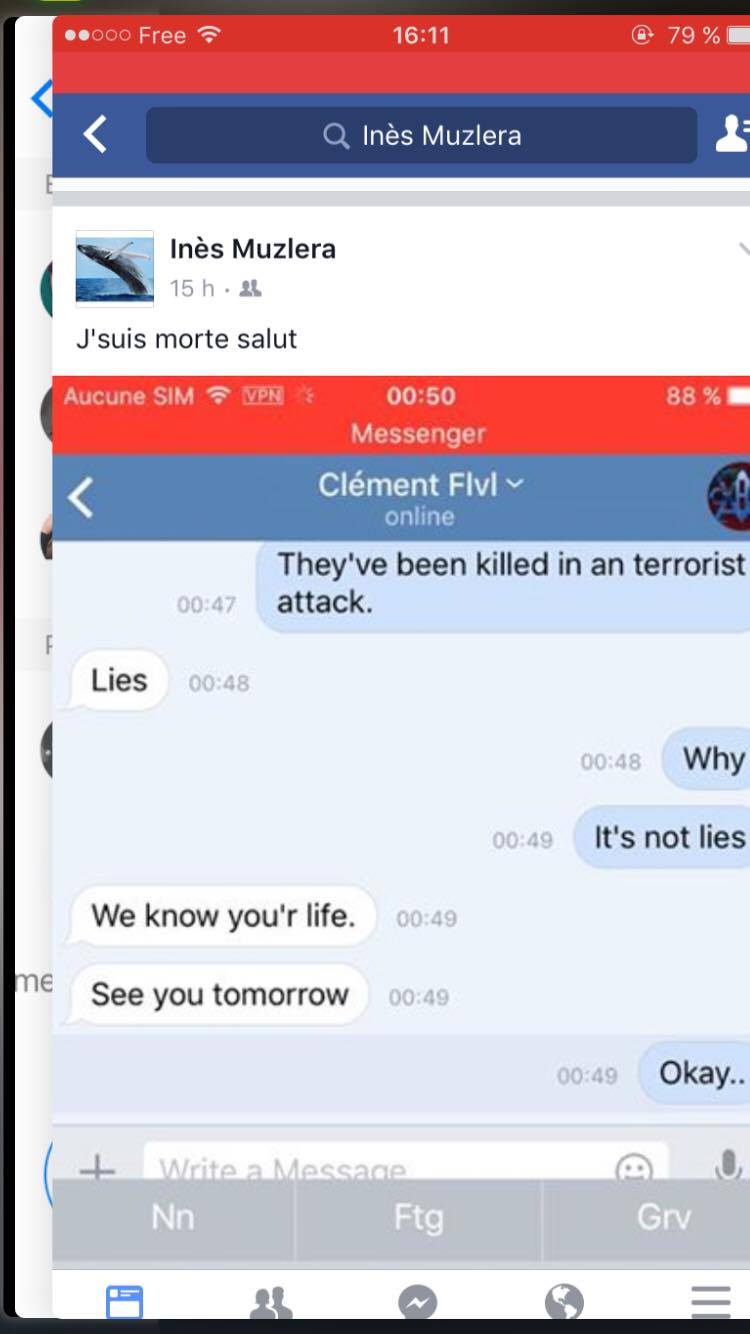 Free 16:11 79 %
Inès Muzlera
Inès Muzlera
15 h
J'suis morte salut
Aucune SIM VPN 00:50 88 %
Messenger
Clément Flvl
online
They've been killed in an terrorist
00:47 attack.
Lies 00:48
00:48 Why
00:49 It's not lies
We know you'r life. 00:49
See you tomorrow 00:49
me
00:49 Okay..
Write a Message
Nn Ftg Grv